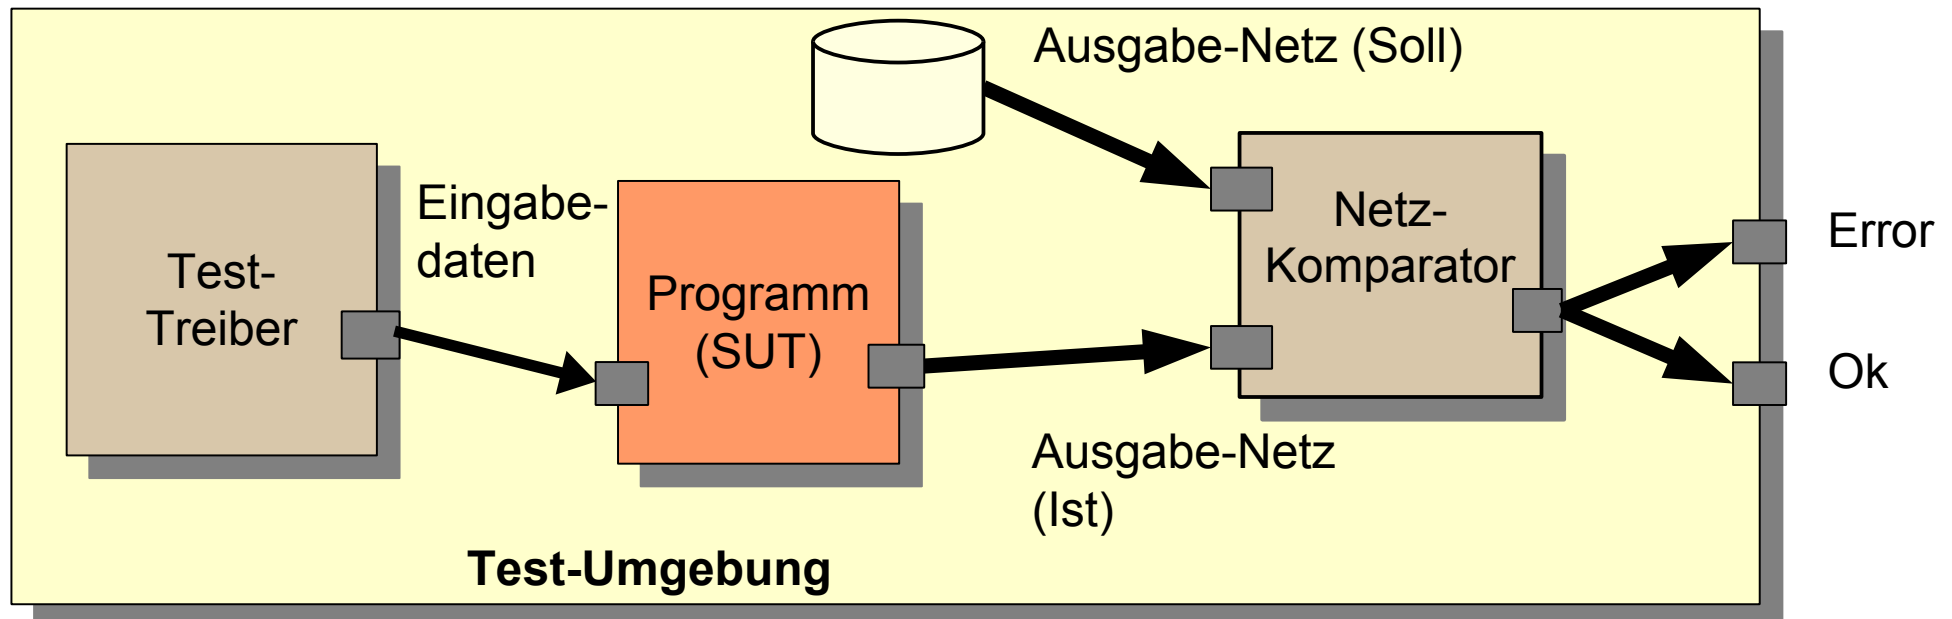 Ausgabe-Netz (Soll)
Test-
Treiber
Eingabe-
daten
Programm
(SUT)
Netz-
Komparator
Error
Ok
Ausgabe-Netz
(Ist)
Test-Umgebung